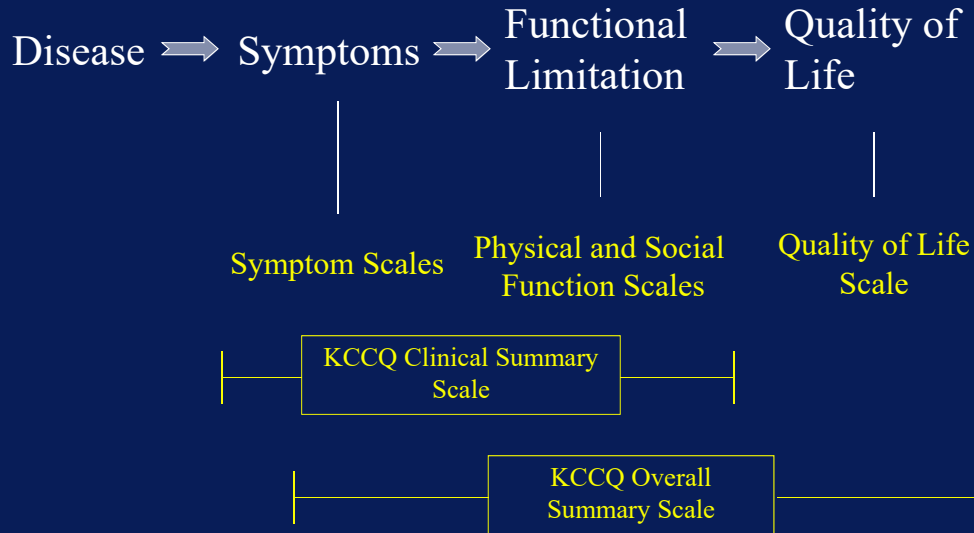 Disease
Symptoms
Functional
Limitation
Quality of
Life
Symptom Scales
Physical and Social
Function Scales
Quality of Life
Scale
KCCQ Clinical Summary
Scale
KCCQ Overall
Summary Scale